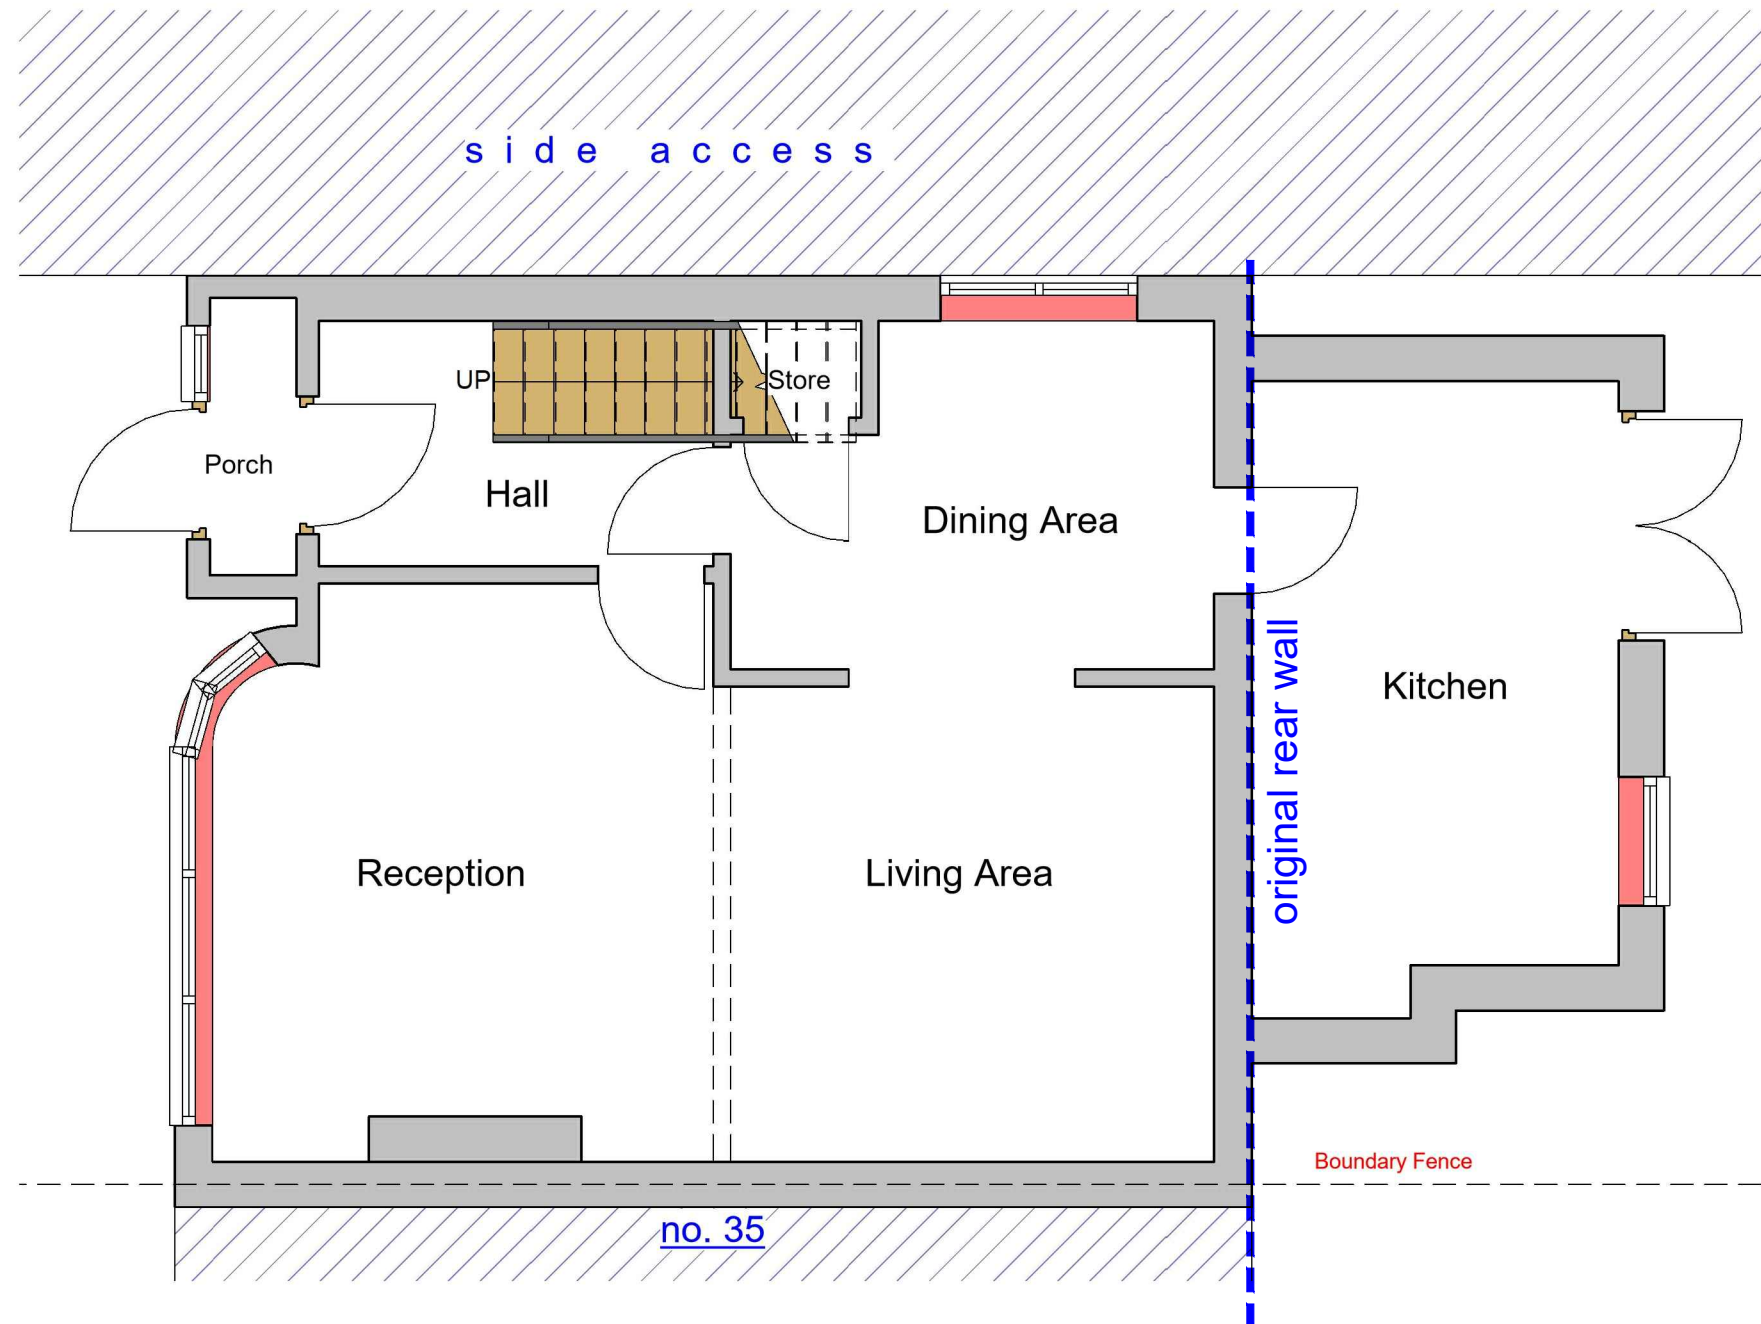 side access
UP
Store
Porch
Hall
Dining Area
original rear wall
Kitchen
Reception
Living Area
Boundary Fence
no. 35